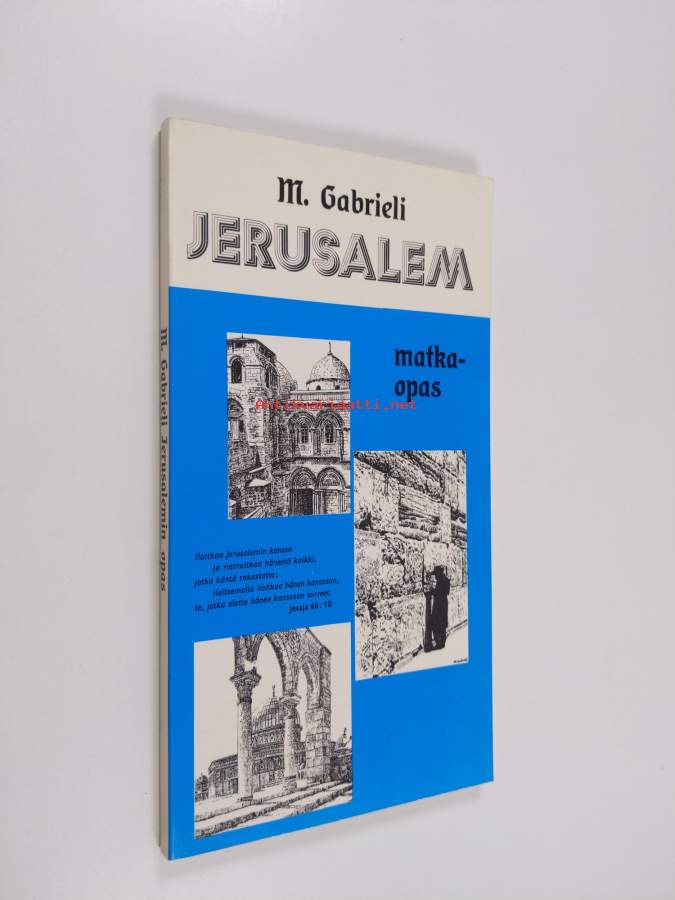 M. Gabrieli
JERUSALEM
matka-
opas
Antikvariaatti.net
Iloitkaa Jerusalemin kanssa
ja riemuitkaa hänestä kaikki,
jotka häntä rakastatte;
iloitsemalla iloitkaa hänen kanssaan,
te, jotka olette hänen kanssaan surreet.
Jesaja 66:10
M. Gabrieli Jerusalemin opas